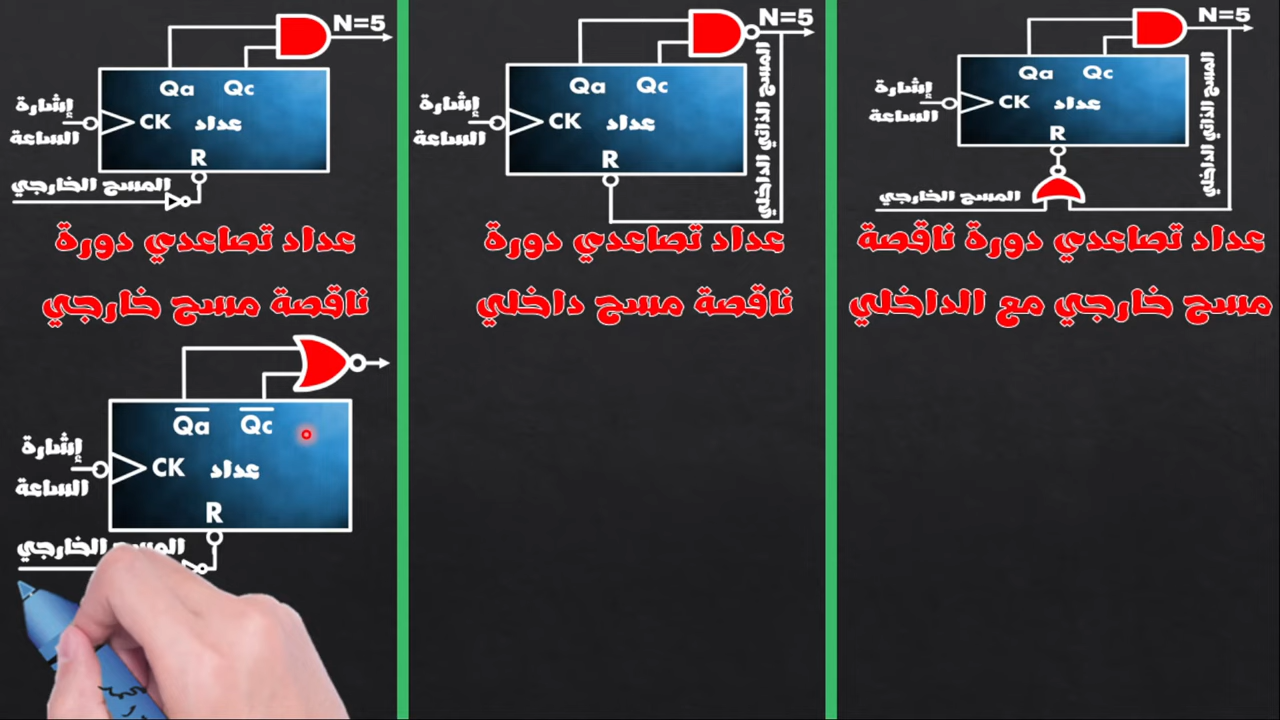 N=5
Qa Qc
إشارة
الساعة
CK عداد
R
المسح الخارجي
عداد تصاعدي دورة
ناقصة مسح خارجي
Qa Qc
إشارة
الساعة
CK عداد
R
المسح الخارجي
N=5
Qa Qc
إشارة
الساعة
CK عداد
R
المسح الذاتي الداخلي
عداد تصاعدي دورة
ناقصة مسح داخلي
N=5
Qa Qc
إشارة
الساعة
CK عداد
R
المسح الذاتي الداخلي
المسح الخارجي
عداد تصاعدي دورة ناقصة
مسح خارجي مع الداخلي